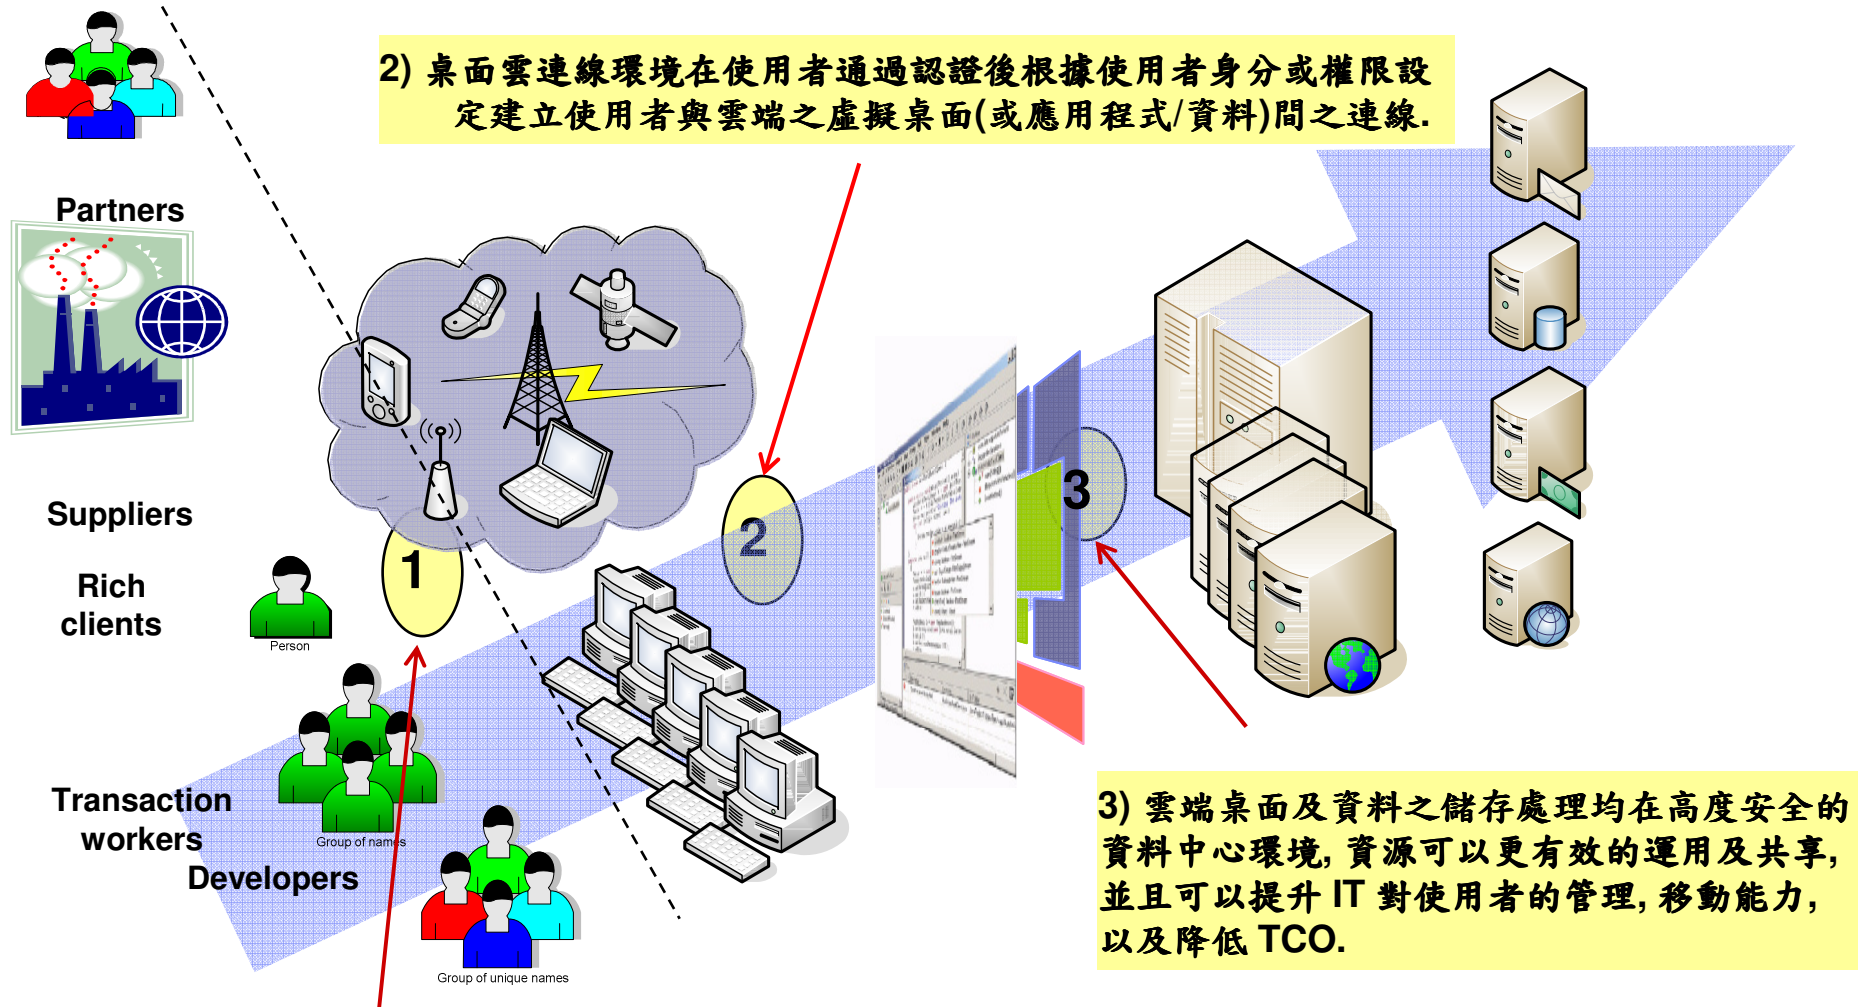 2) 桌面雲連線環境在使用者通過認證後根據使用者身分或權限設
定建立使用者與雲端之虛擬桌面(或應用程式/資料)間之連線.
Partners
Suppliers
Rich
clients
Person
1
2
3
Transaction
workers
Group of names
Developers
Group of unique names
3) 雲端桌面及資料之儲存處理均在高度安全的
資料中心環境, 資源可以更有效的運用及共享,
並且可以提升 IT 對使用者的管理, 移動能力,
以及降低 TCO.